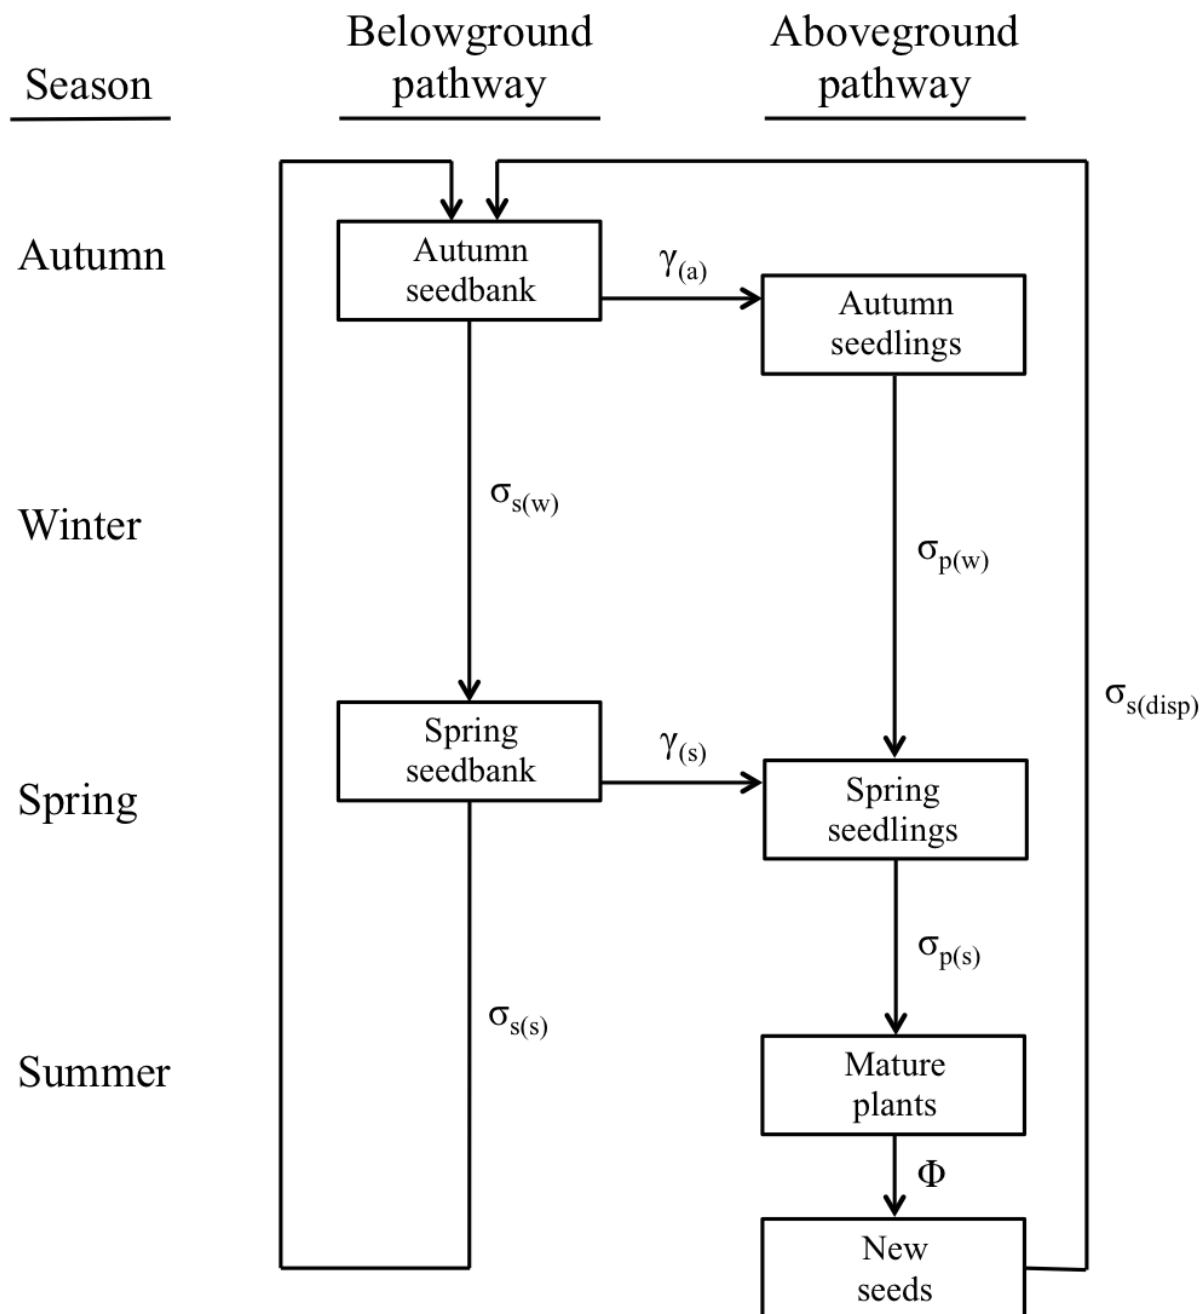 Season
Belowground
pathway
Aboveground
pathway
Autumn
Autumn
seedbank
γ(a)
Autumn
seedlings
Winter
σs(w)
σp(w)
σs(disp)
Spring
Spring
seedbank
γ(s)
Spring
seedlings
σp(s)
σs(s)
Summer
Mature
plants
Φ
New
seeds